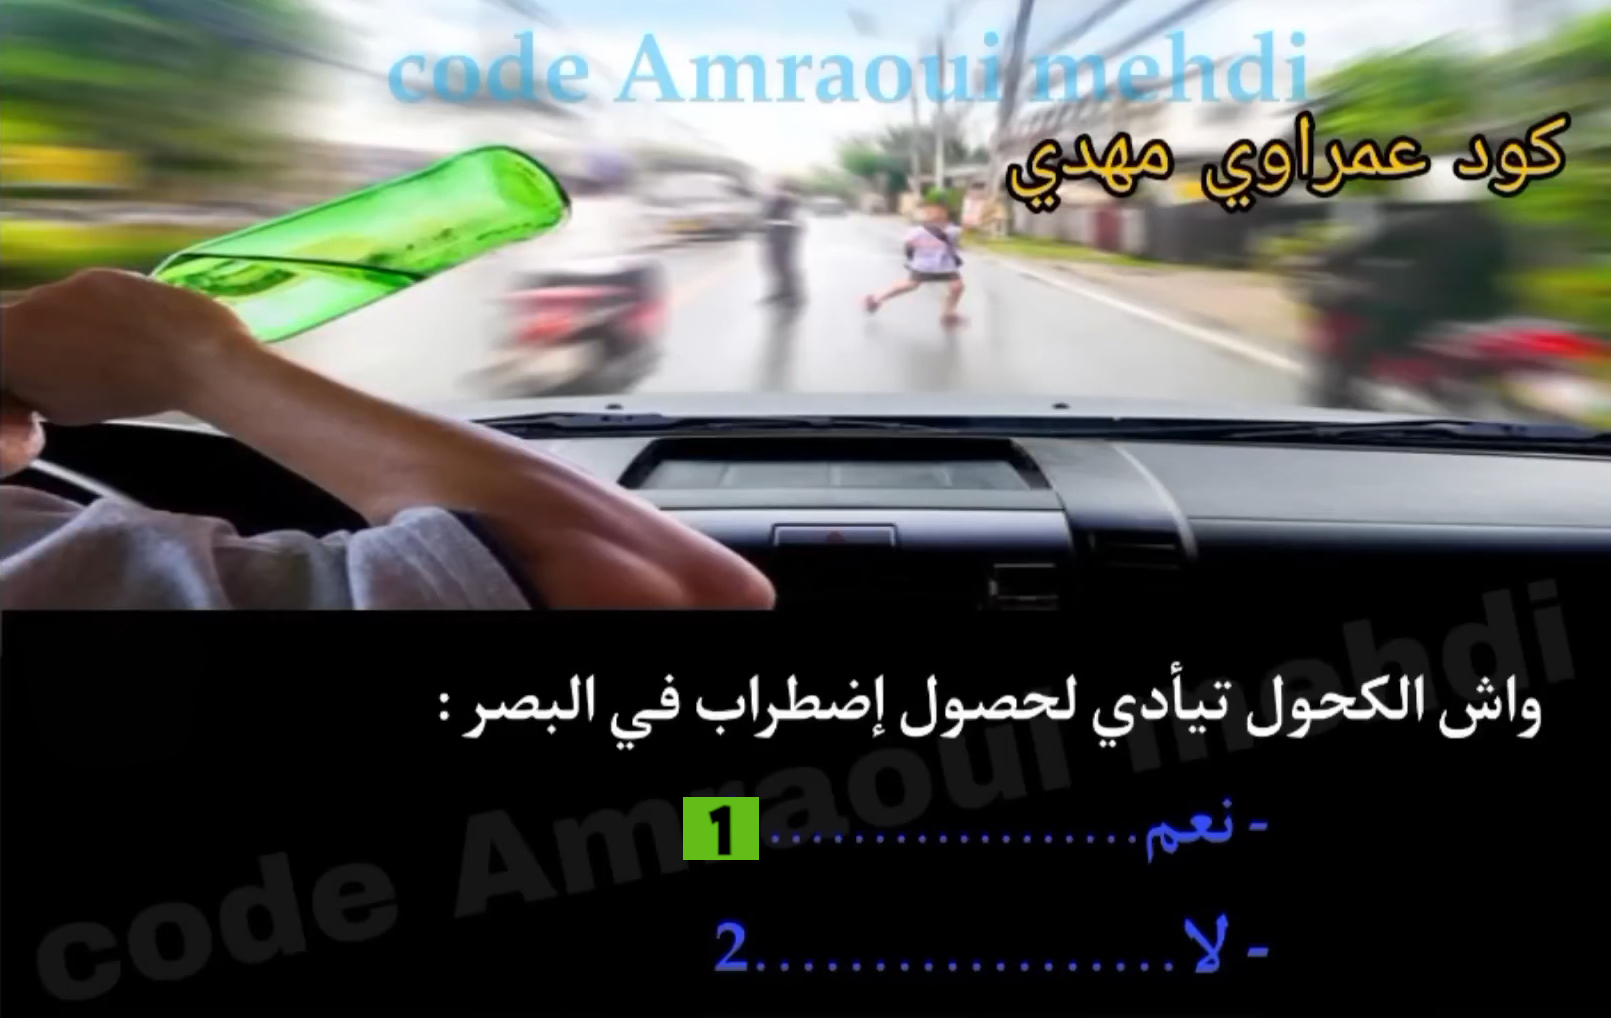 code Amraoui mehdi
كود عمراوي مهدي
واش الكحول تيأدي لحصول إضطراب في البصر :
- نعم..................1
- لا..................2
code Amraoui mehdi